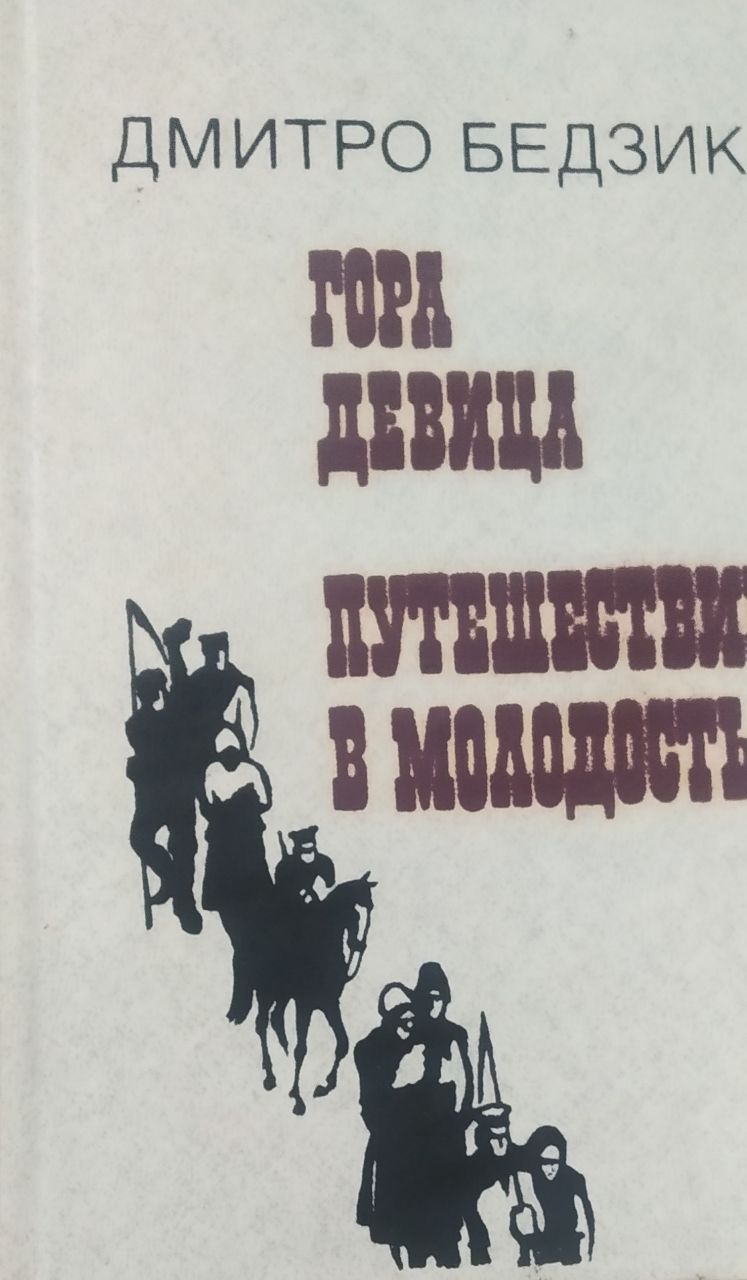 ДМИТРО БЕДЗИК
ГОРА
ДЕВИЦА
ПУТЕШЕСТВИ
В МОЛОДОСТЬ